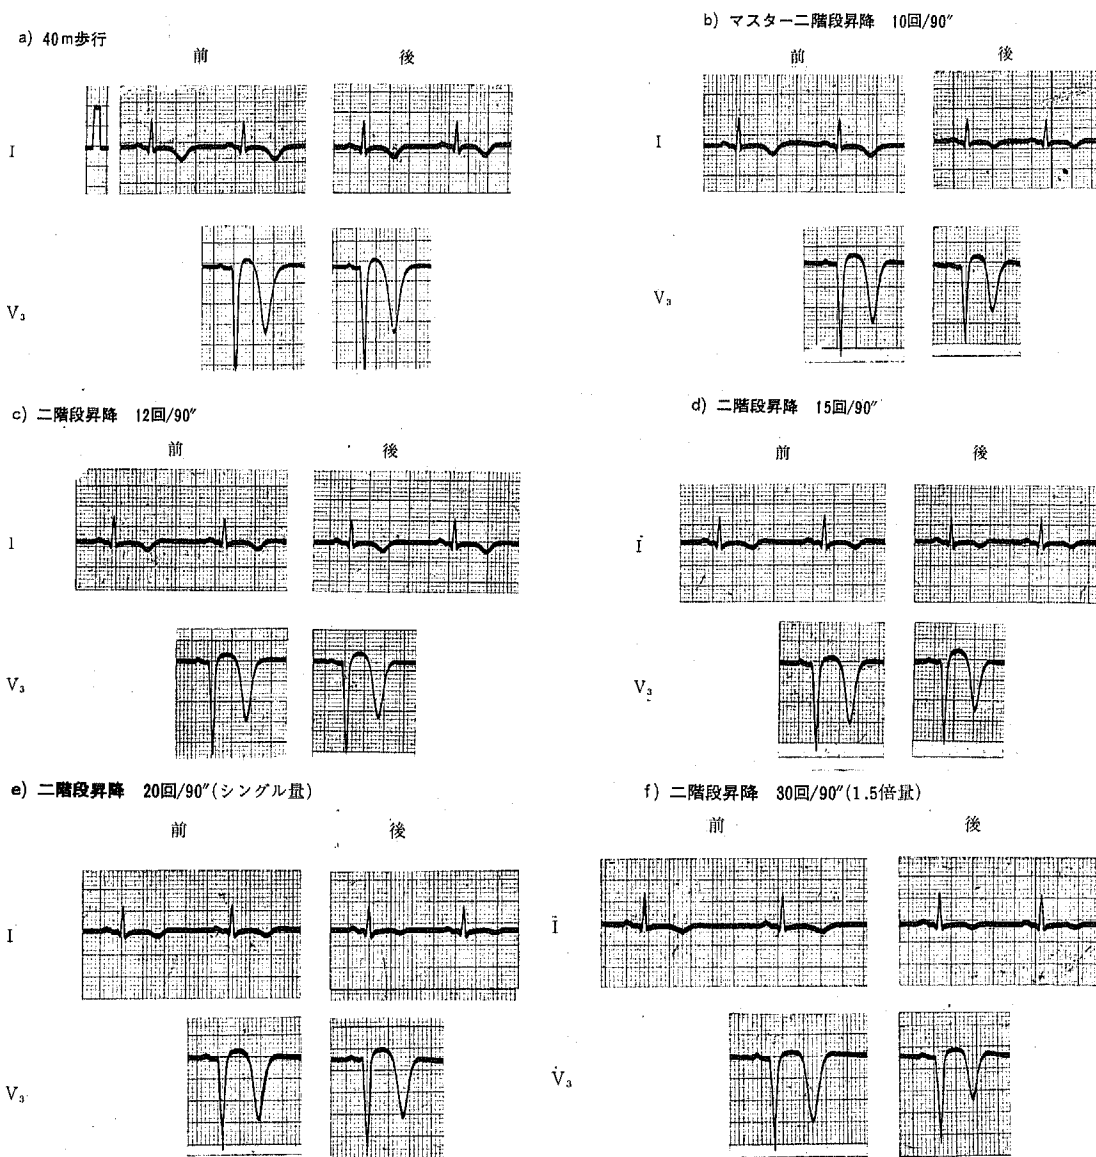 a) 40m歩行
前 後
I
V₃
b) マスター二階段昇降 10回/90″
前 後
I
V₃
c) 二階段昇降 12回/90″
前 後
I
V₃
d) 二階段昇降 15回/90″
前 後
I
V₃
e) 二階段昇降 20回/90″(シングル量)
前 後
I
V₃
f) 二階段昇降 30回/90″(1.5倍量)
前 後
I
V₃